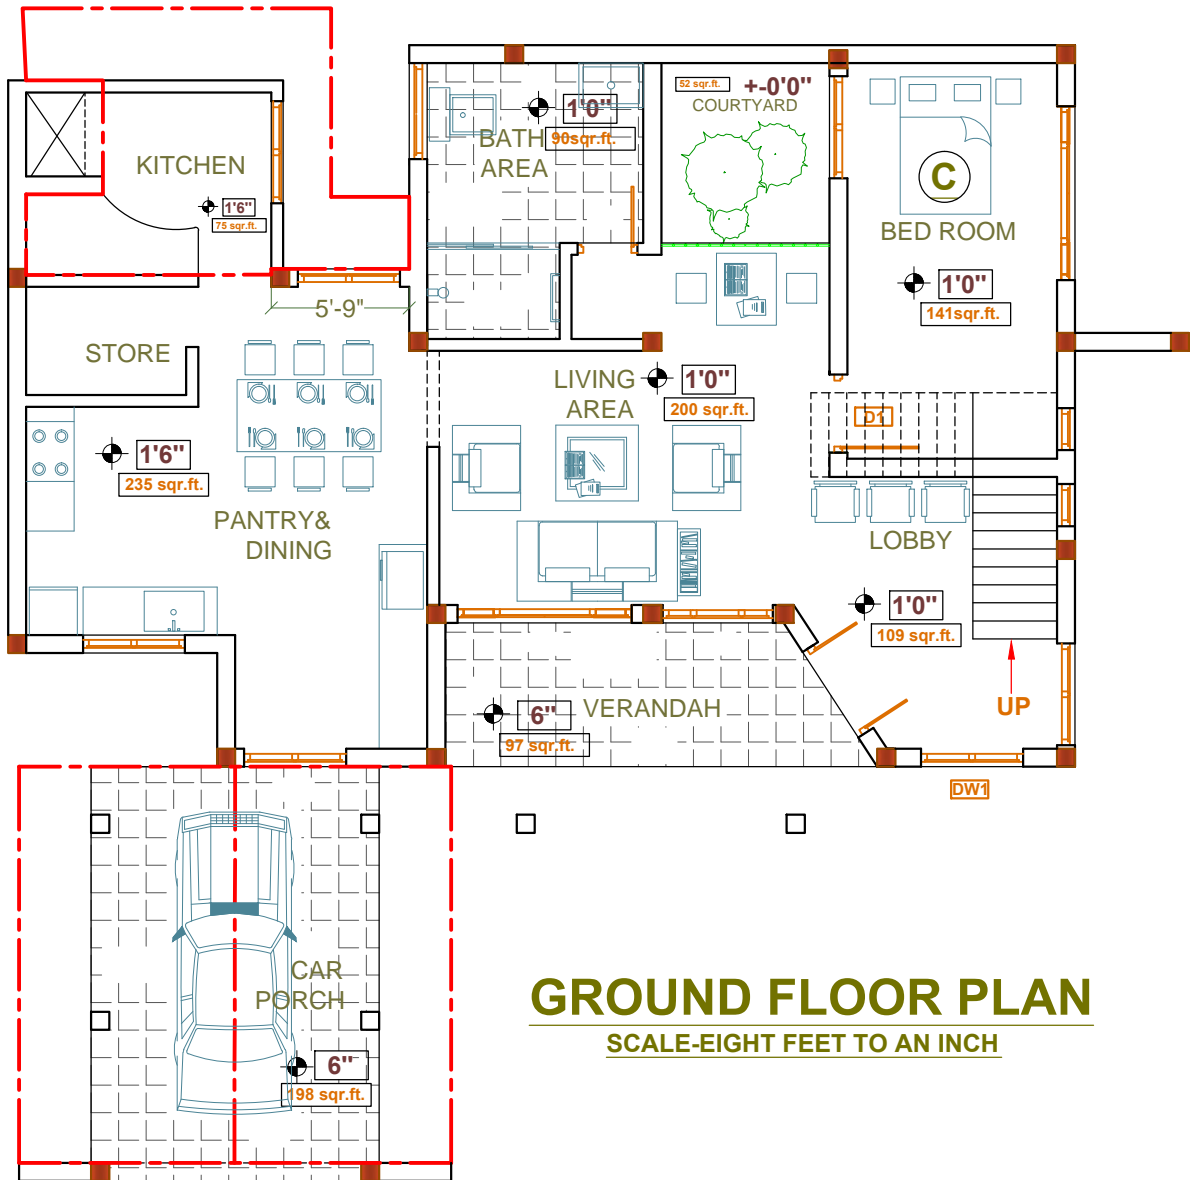 52 sqr.ft.
+-0'0"
COURTYARD
1'0"
90sqr.ft.
BATH
AREA
KITCHEN
1'6"
75 sqr.ft.
C
BED ROOM
1'0"
141sqr.ft.
5'-9"
STORE
LIVING
AREA
1'0"
200 sqr.ft.
D1
1'6"
235 sqr.ft.
PANTRY&
DINING
LOBBY
1'0"
109 sqr.ft.
UP
6"
VERANDAH
97 sqr.ft.
DW1
CAR
PORCH
6"
198 sqr.ft.
GROUND FLOOR PLAN
SCALE-EIGHT FEET TO AN INCH